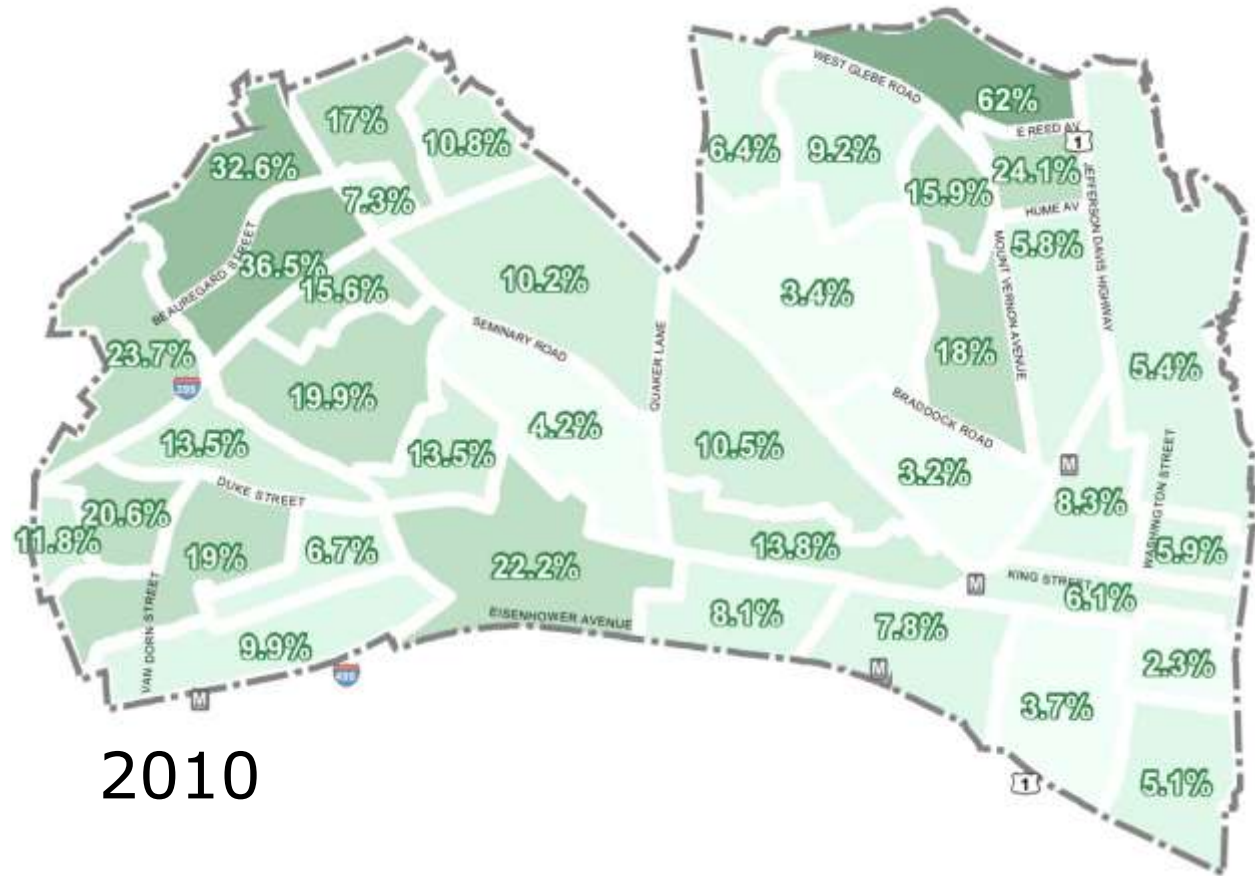 WEST GLEBE ROAD
62%
17%
E REED AV
1
10.8%
6.4%
9.2%
32.6%
24.1%
15.9%
7.3%
HUME AV
5.8%
JEFFERSON DAVIS HIGHWAY
MOUNT VERNON AVENUE
BEAUREGARD STREET
36.5%
15.6%
10.2%
3.4%
SEMINARY ROAD
QUAKER LANE
23.7%
18%
5.4%
395
19.9%
BRADDOCK ROAD
4.2%
13.5%
13.5%
10.5%
3.2%
M
WASHINGTON STREET
DUKE STREET
8.3%
20.6%
11.8%
19%
6.7%
13.8%
5.9%
22.2%
M
KING STREET
6.1%
VAN DORN STREET
EISENHOWER AVENUE
8.1%
7.8%
9.9%
2.3%
495
M
M
3.7%
2010
1
5.1%